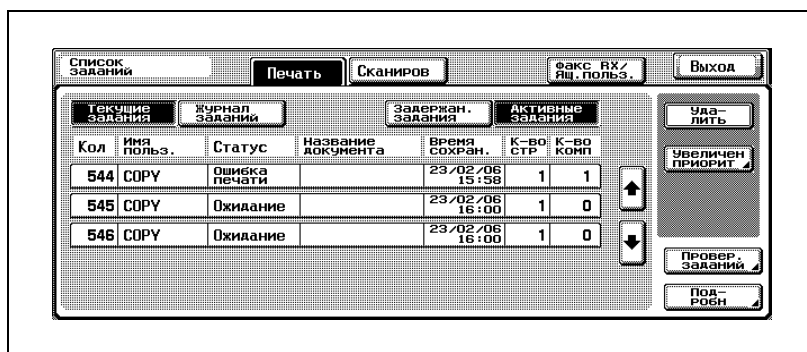 Список
заданий
Печать
Сканиров
Факс RX/
Ящ.польз.
Выход
Текущие
задания
Журнал
заданий
Задержан.
задания
Активные
задания
Уда-
лить
Кол
Имя
польз.
Статус
Название
документа
Время
сохран.
К-во
СТР
К-во
КОМП
Увеличен
приорит
544 COPY Ошибка
печати 23/02/06
15:58 1 1
545 COPY Ожидание 23/02/06
16:00 1 0
546 COPY Ожидание 23/02/06
16:00 1 0
Провер.
заданий
Под-
робн